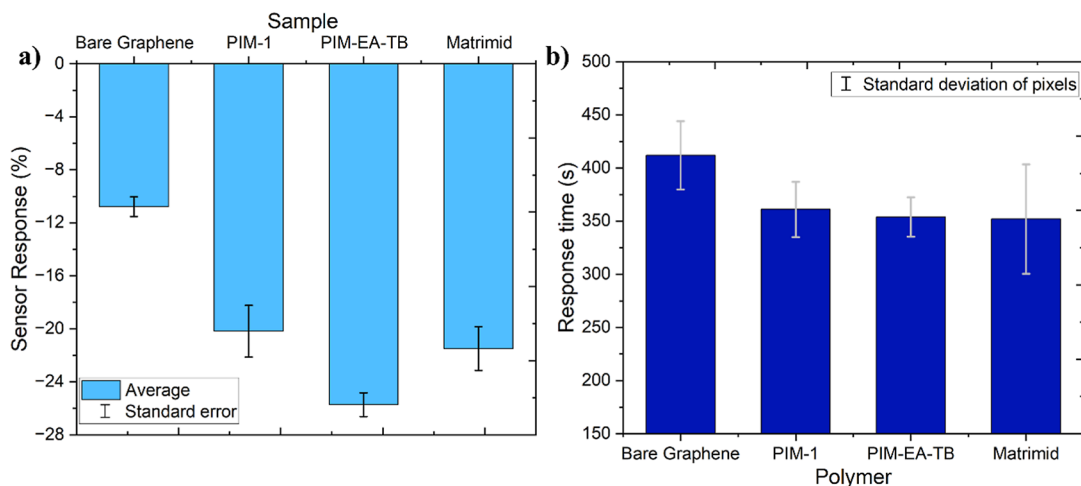 a)
Sample
Bare Graphene PIM-1 PIM-EA-TB Matrimid
0
−4
−8
−12
−16
−20
−24
−28
Sensor Response (%)
Average
Standard error
b)
500
450
400
350
300
250
200
150
Response time (s)
Standard deviation of pixels
Bare Graphene PIM-1 PIM-EA-TB Matrimid
Polymer